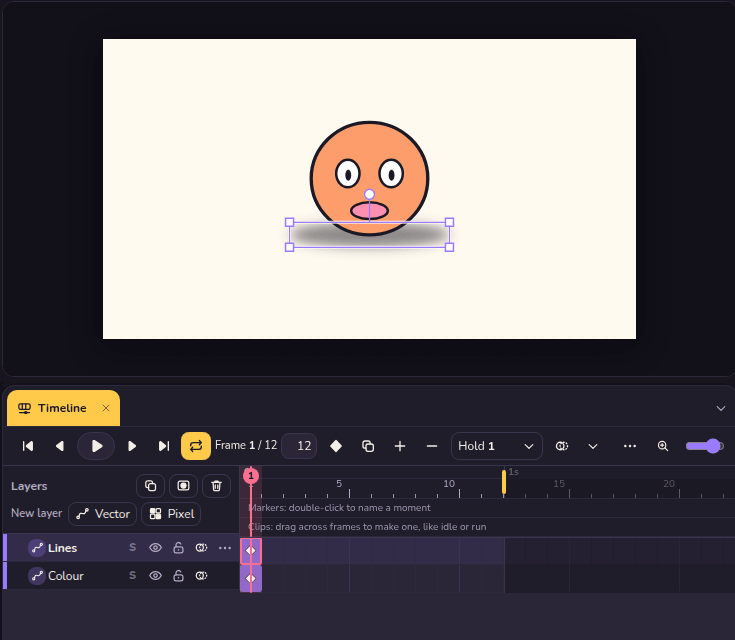 Timeline
Frame 1 / 12
12
Hold 1
1s
1
5
10
15
20
Layers
New layer
Vector
Pixel
Markers: double-click to name a moment
Clips: drag across frames to make one, like idle or run
Lines
S
Colour
S